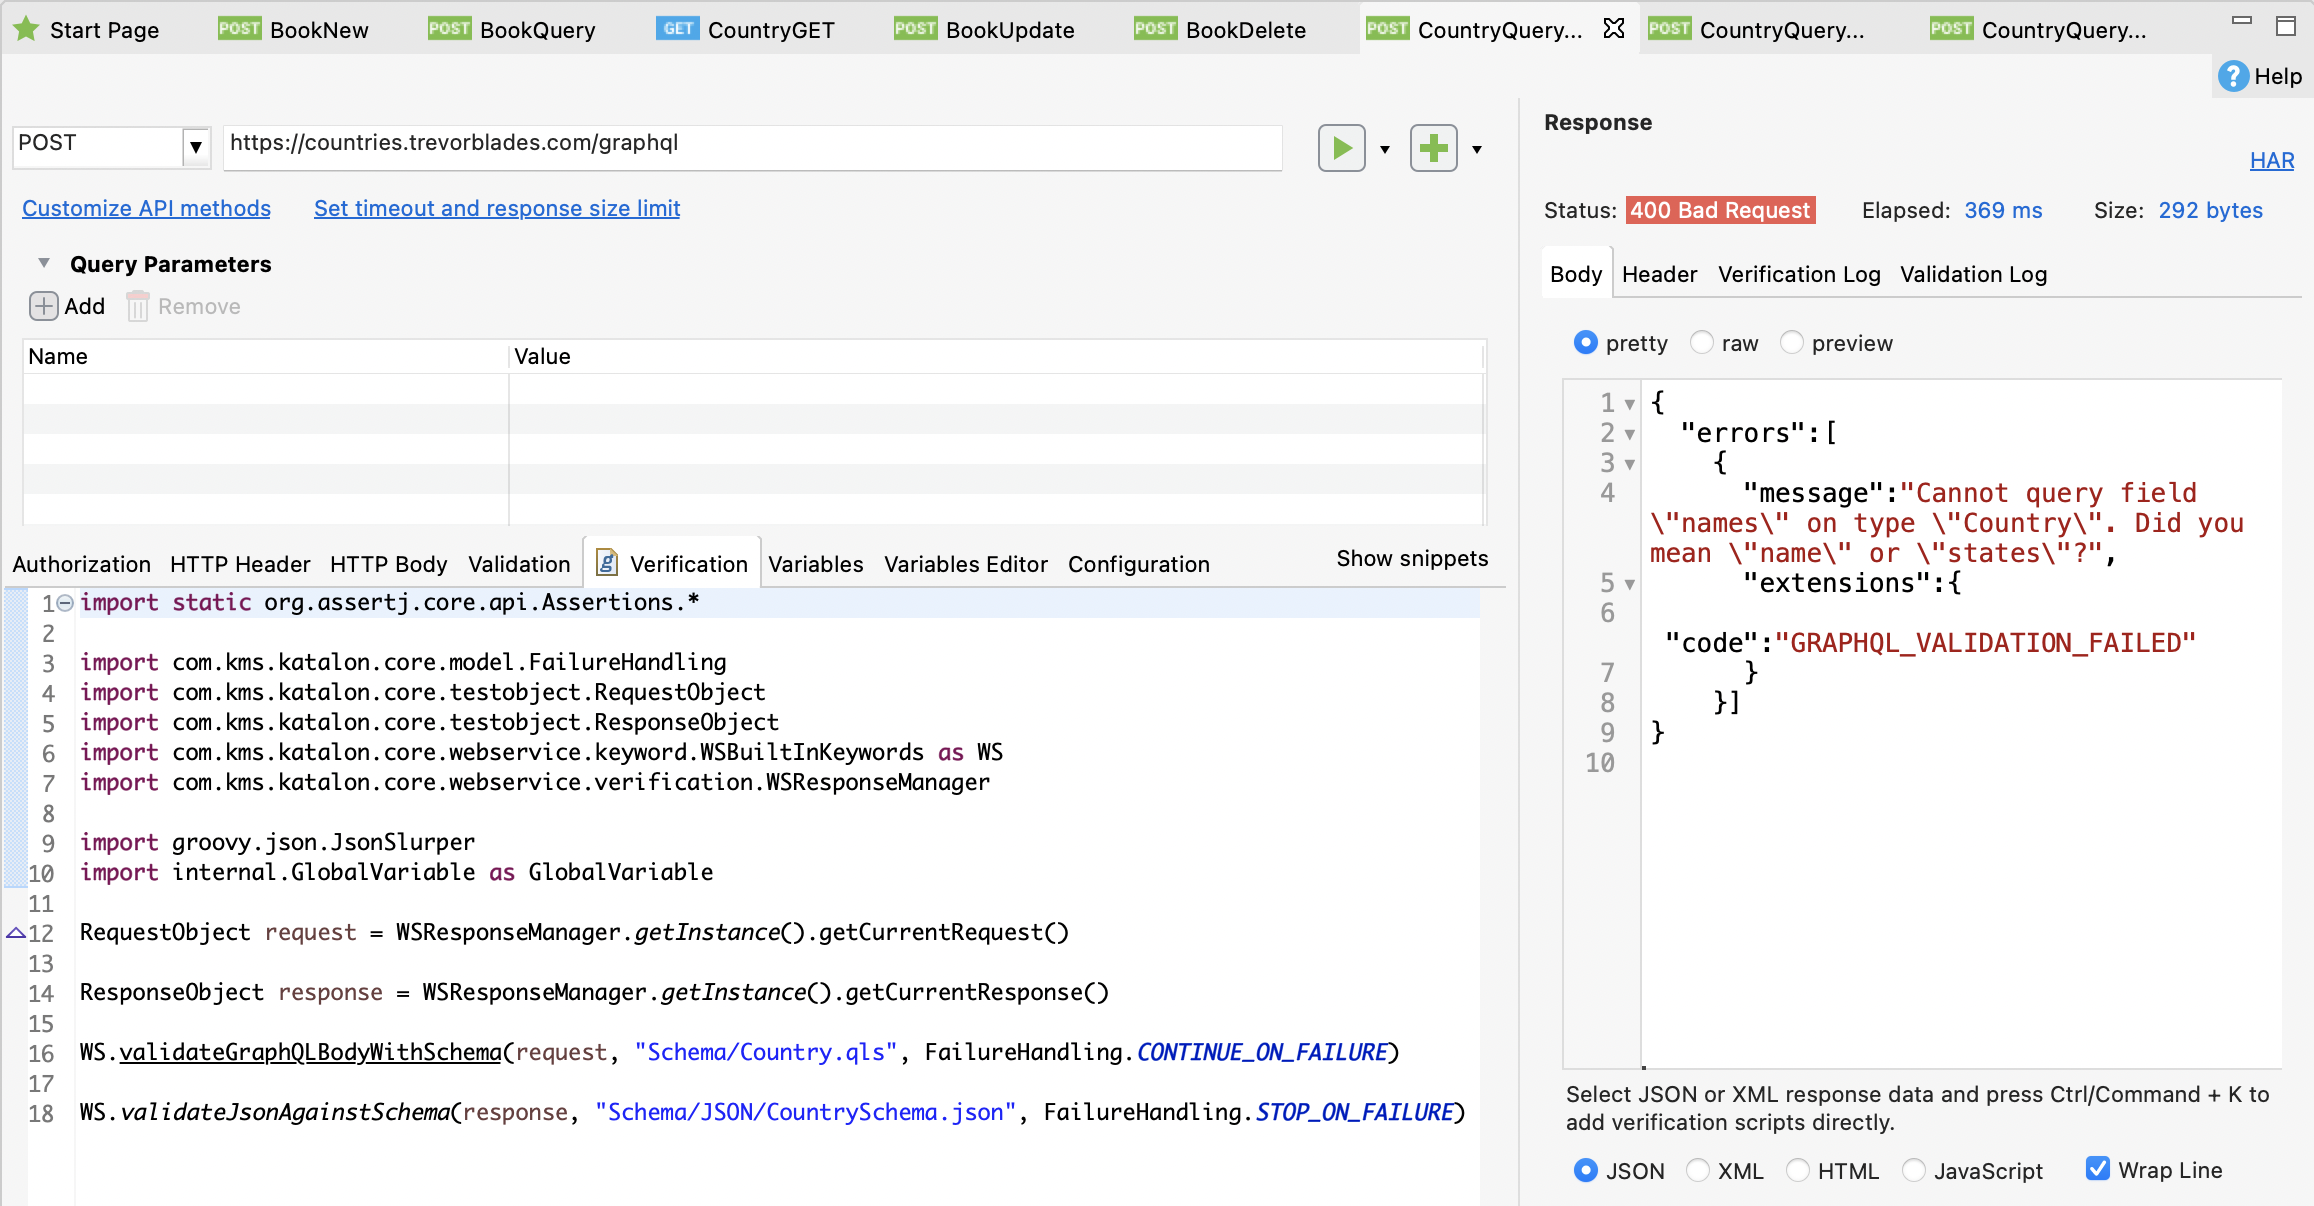 Start Page
POST BookNew
POST BookQuery
GET CountryGET
POST BookUpdate
POST BookDelete
POST CountryQuery...
POST CountryQuery...
POST CountryQuery...
Help
POST
https://countries.trevorblades.com/graphql
Customize API methods
Set timeout and response size limit
Query Parameters
Add
Remove
Name Value
Authorization HTTP Header HTTP Body Validation Verification Variables Variables Editor Configuration Show snippets
1 import static org.assertj.core.api.Assertions.*
2
3 import com.kms.katalon.core.model.FailureHandling
4 import com.kms.katalon.core.testobject.RequestObject
5 import com.kms.katalon.core.testobject.ResponseObject
6 import com.kms.katalon.core.webservice.keyword.WSBuiltInKeywords as WS
7 import com.kms.katalon.core.webservice.verification.WSResponseManager
8
9 import groovy.json.JsonSlurper
10 import internal.GlobalVariable as GlobalVariable
11
12 RequestObject request = WSResponseManager.getInstance().getCurrentRequest()
13
14 ResponseObject response = WSResponseManager.getInstance().getCurrentResponse()
15
16 WS.validateGraphQLBodyWithSchema(request, "Schema/Country.qls", FailureHandling.CONTINUE_ON_FAILURE)
17
18 WS.validateJsonAgainstSchema(response, "Schema/JSON/CountrySchema.json", FailureHandling.STOP_ON_FAILURE)
Response
HAR
Status: 400 Bad Request Elapsed: 369 ms Size: 292 bytes
Body Header Verification Log Validation Log
pretty raw preview
1 {
2 "errors":[
3 {
4 "message":"Cannot query field
\"names\" on type \"Country\". Did you
mean \"name\" or \"states\"?",
5 "extensions":{
6
"code":"GRAPHQL_VALIDATION_FAILED"
7 }
8 }]
9 }
10
Select JSON or XML response data and press Ctrl/Command + K to
add verification scripts directly.
JSON XML HTML JavaScript Wrap Line